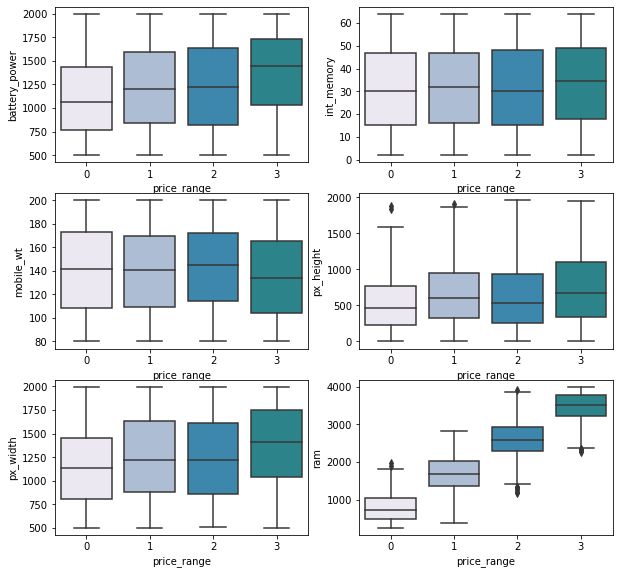 battery_power
2000
1750
1500
1250
1000
750
500
0 1 2 3
price_range
int_memory
60
50
40
30
20
10
0
0 1 2 3
price_range
mobile_wt
200
180
160
140
120
100
80
0 1 2 3
price_range
px_height
2000
1500
1000
500
0
0 1 2 3
price_range
px_width
2000
1750
1500
1250
1000
750
500
0 1 2 3
price_range
ram
4000
3000
2000
1000
0 1 2 3
price_range